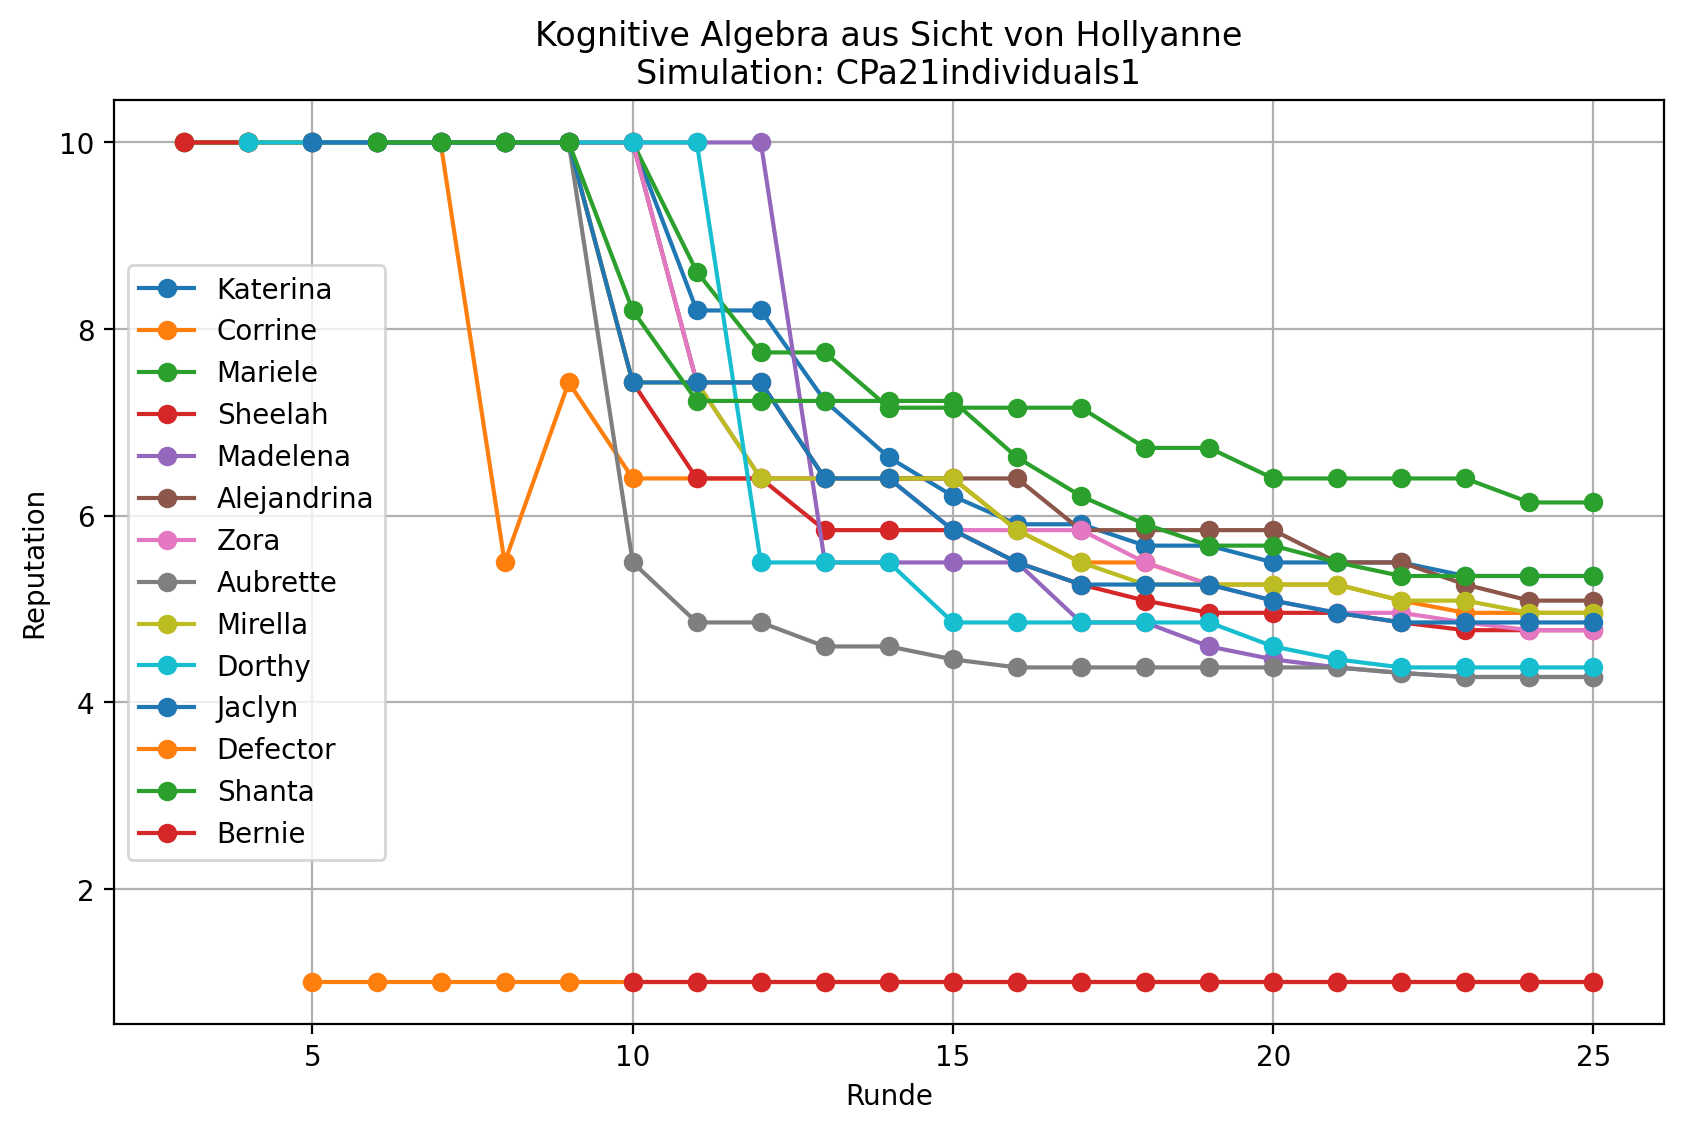 Kognitive Algebra aus Sicht von Hollyanne
Simulation: CPa21individuals1
10
8
6
4
2
Reputation
Katerina
Corrine
Mariele
Sheelah
Madelena
Alejandrina
Zora
Aubrette
Mirella
Dorthy
Jaclyn
Defector
Shanta
Bernie
5
10
15
20
25
Runde